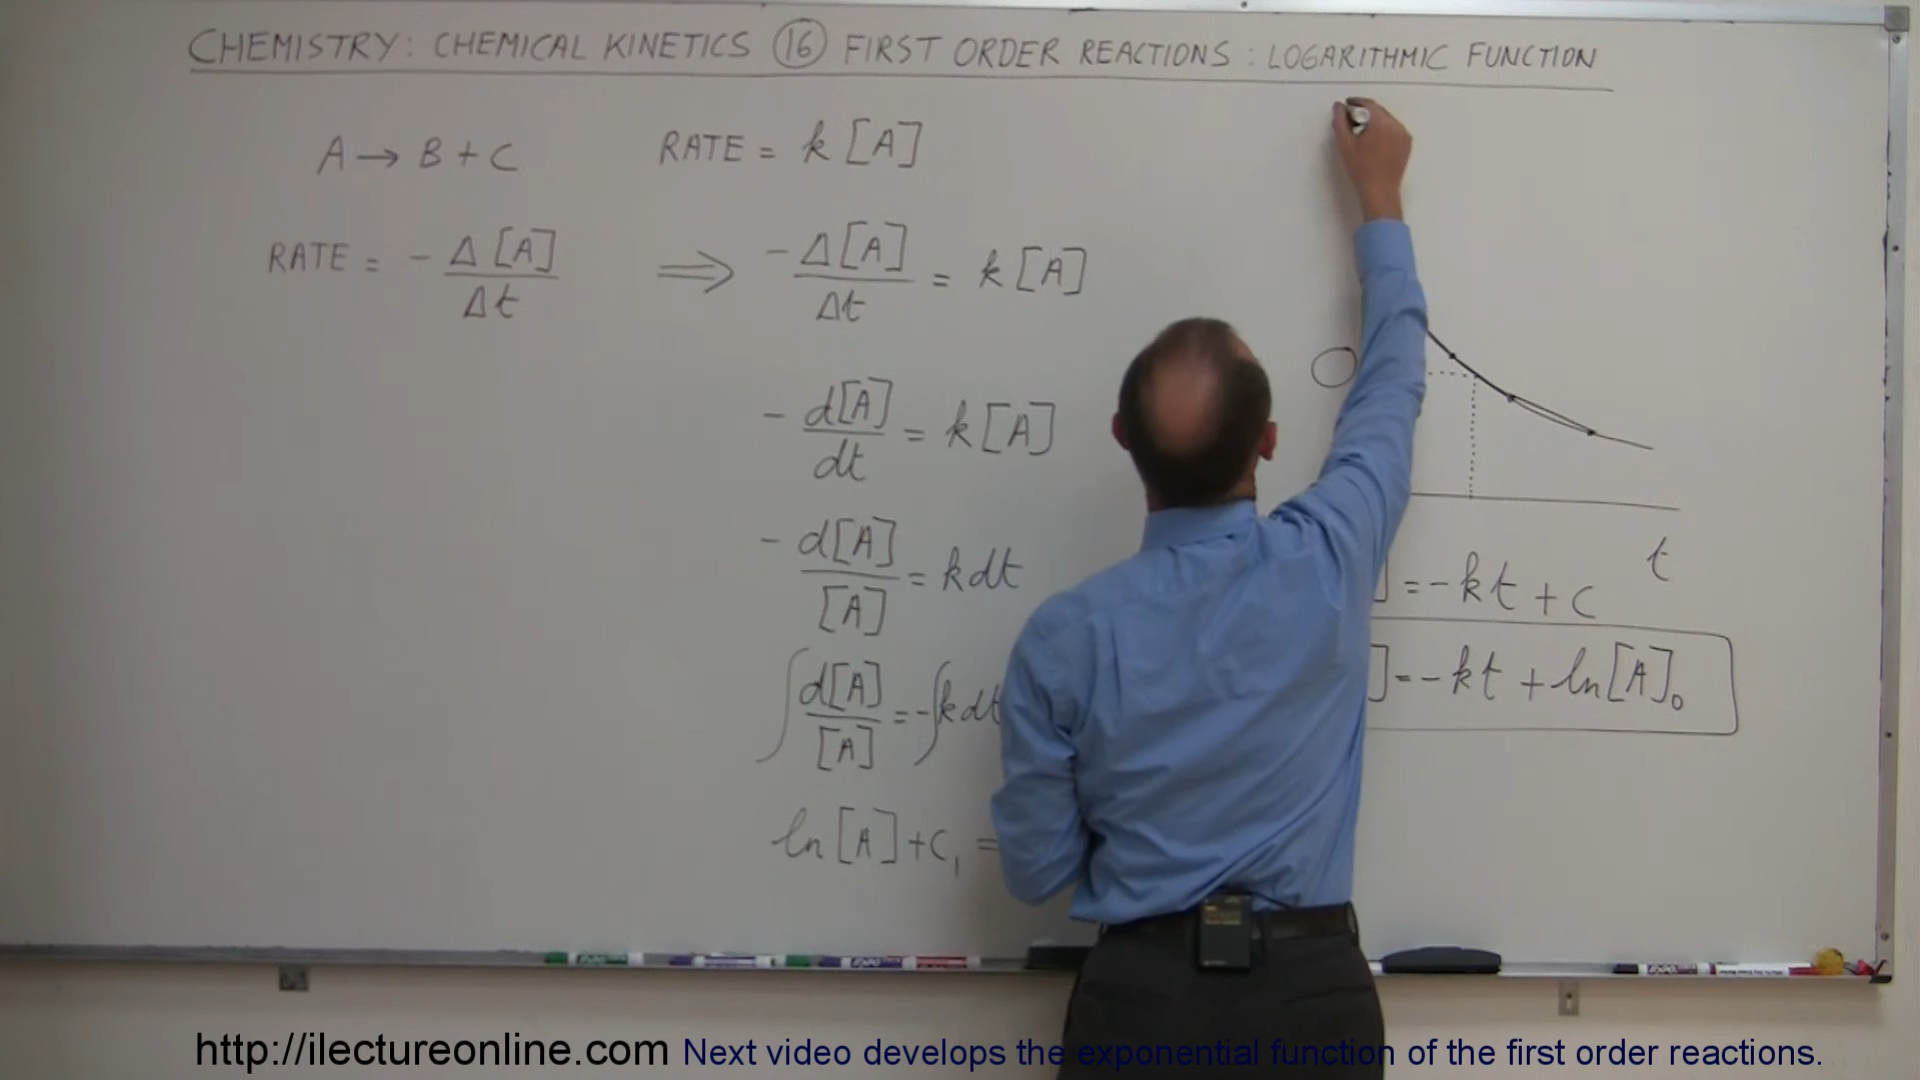 CHEMISTRY: CHEMICAL KINETICS 16 FIRST ORDER REACTIONS: LOGARITHMIC FUNCTION
A → B + C
RATE = k [A]
RATE = - Δ[A]/Δt
⇒ - Δ[A]/Δt = k [A]
- d[A]/dt = k [A]
- d[A]/[A] = k dt
∫ d[A]/[A] = -∫ k dt
ln [A] + C₁ =
t
] = -kt + C
] = -kt + ln[A]₀
http://ilectureonline.com Next video develops the exponential function of the first order reactions.